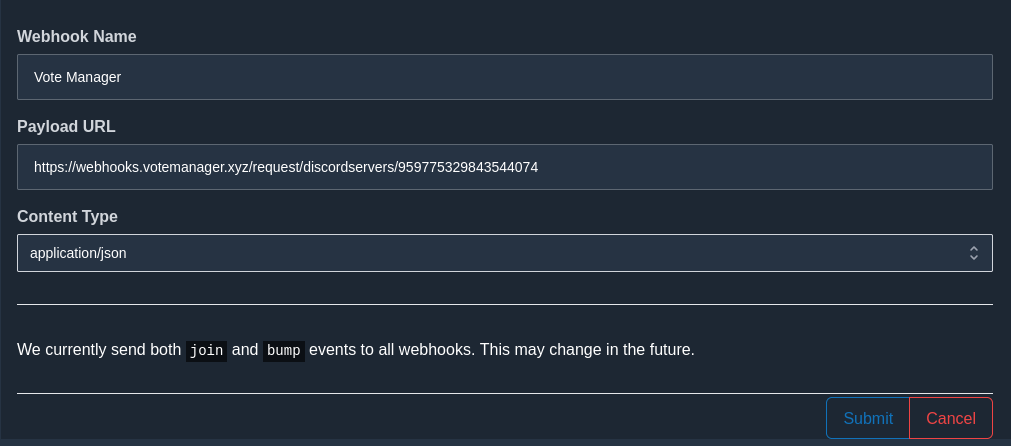 Webhook Name
Vote Manager
Payload URL
https://webhooks.votemanager.xyz/request/discordservers/959775329843544074
Content Type
application/json
We currently send both join and bump events to all webhooks. This may change in the future.
Submit Cancel